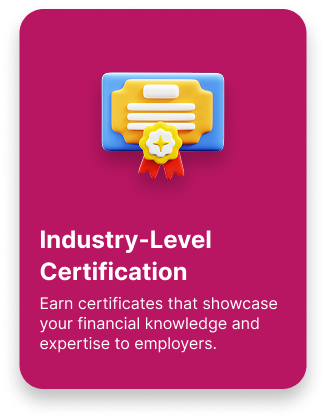 Industry-Level
Certification
Earn certificates that showcase
your financial knowledge and
expertise to employers.